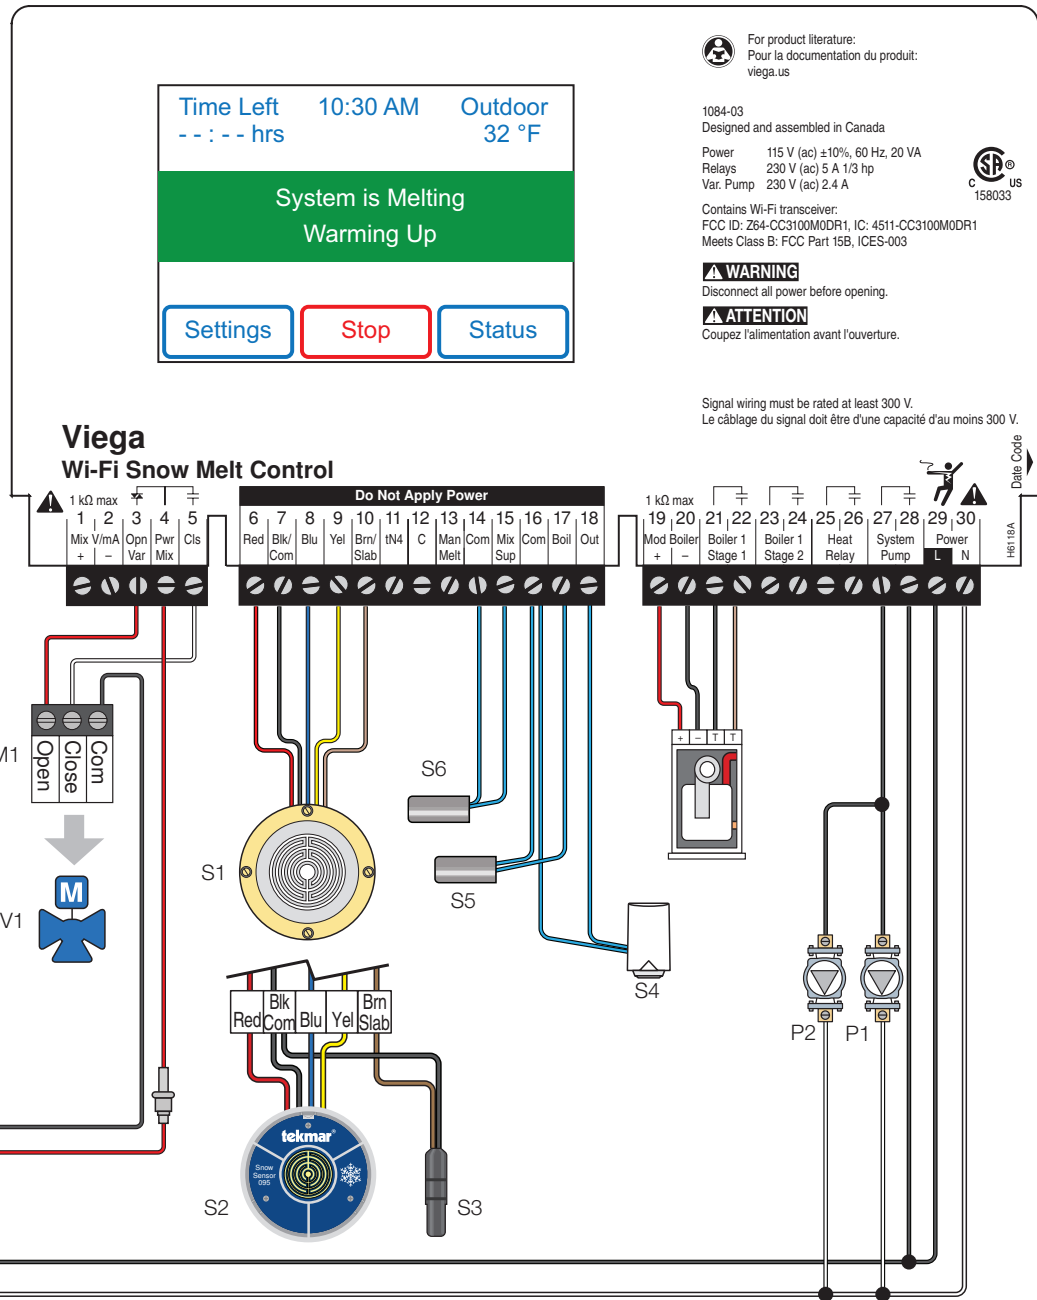 For product literature:
Pour la documentation du produit:
viega.us
Time Left 10:30 AM Outdoor
- - : - - hrs 32 °F
System is Melting
Warming Up
Settings Stop Status
1084-03
Designed and assembled in Canada
Power 115 V (ac) ±10%, 60 Hz, 20 VA
Relays 230 V (ac) 5 A 1/3 hp
Var. Pump 230 V (ac) 2.4 A
C US
158033
Contains Wi-Fi transceiver:
FCC ID: Z64-CC3100M0DR1, IC: 4511-CC3100M0DR1
Meets Class B: FCC Part 15B, ICES-003
WARNING
Disconnect all power before opening.
ATTENTION
Coupez l'alimentation avant l'ouverture.
Signal wiring must be rated at least 300 V.
Le câblage du signal doit être d'une capacité d'au moins 300 V.
Date Code
H6118A
Viega
Wi-Fi Snow Melt Control
1 kΩ max
1 2 3 4 5
Mix V/mA Opn Pwr Cls
+ – Var Mix
Do Not Apply Power
6 7 8 9 10 11 12 13 14 15 16 17 18
Red Blk/ Blu Yel Brn/ tN4 C Man Com Mix Com Boil Out
Com Slab Melt Sup
1 kΩ max
19 20 21 22 23 24 25 26 27 28 29 30
Mod Boiler Boiler 1 Boiler 1 Heat System Power
+ – Stage 1 Stage 2 Relay Pump L N
Open Close Com
+ – T T
M
V1
S1
S6
S5
S4
P2 P1
Red Blk Blu Yel Brn
Com Slab
tekmar®
Snow
Sensor
095
S2
S3